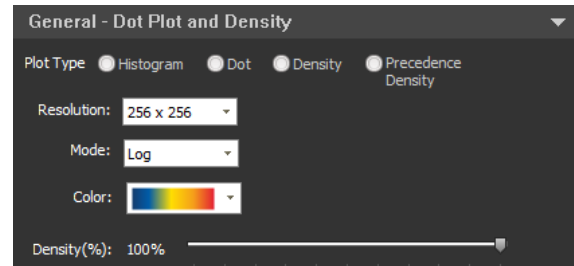 General - Dot Plot and Density
Plot Type Histogram Dot Density Precedence Density
Resolution: 256 x 256
Mode: Log
Color:
Density(%): 100%